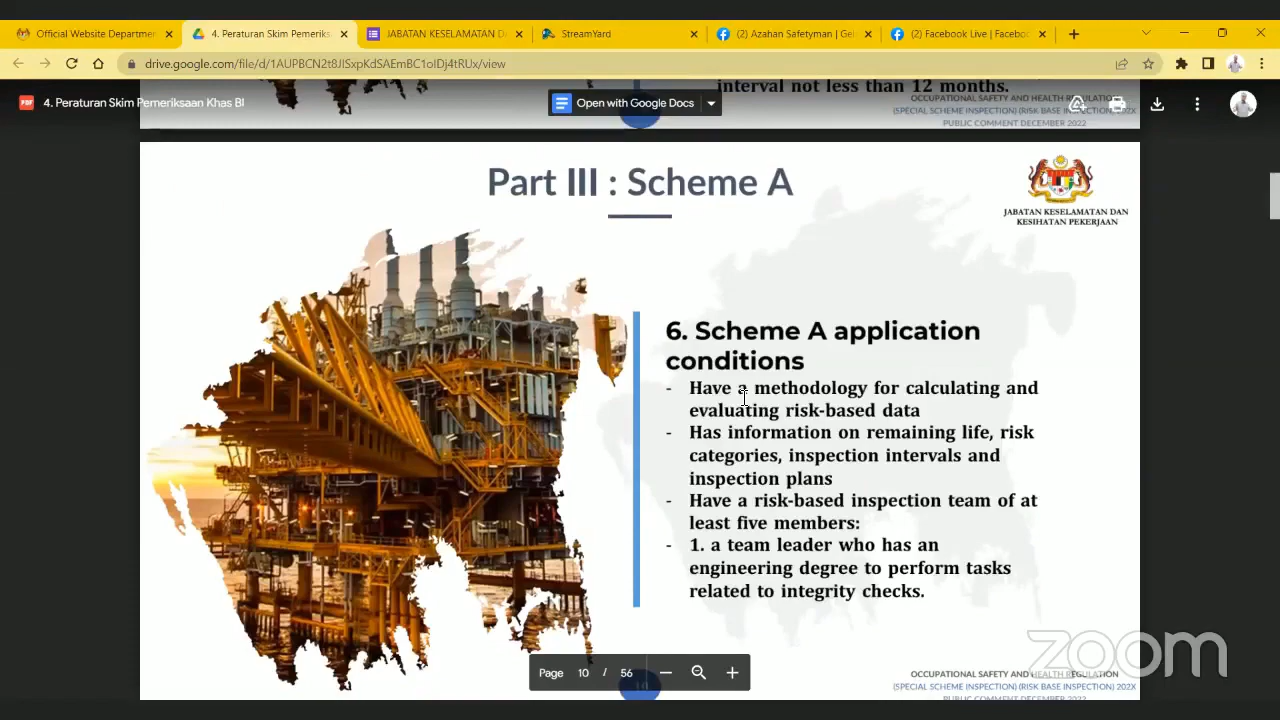 Official Website Departme
4. Peraturan Skim Pemeriks
JABATAN KESELAMATAN D
StreamYard
(2) Azahan Safetyman | Ge
(2) Facebook Live | Faceboo
drive.google.com/file/d/1AUPBCN2t8JISxpKdSAEmBC1oIDj4tRUx/view
PDF
4. Peraturan Skim Pemeriksaan Khas BI
Open with Google Docs
interval not less than 12 months.
OCCUPATIONAL SAFETY AND HEALTH REGULATION
(SPECIAL SCHEME INSPECTION) (RISK BASE INSPECTION) 202X
PUBLIC COMMENT DECEMBER 2022
Part III : Scheme A
JABATAN KESELAMATAN DAN
KESIHATAN PEKERJAAN
6. Scheme A application
conditions
- Have a methodology for calculating and
evaluating risk-based data
- Has information on remaining life, risk
categories, inspection intervals and
inspection plans
- Have a risk-based inspection team of at
least five members:
- 1. a team leader who has an
engineering degree to perform tasks
related to integrity checks.
zoom
Page 10 / 56
OCCUPATIONAL SAFETY AND HEALTH REGULATION
(SPECIAL SCHEME INSPECTION) (RISK BASE INSPECTION) 202X
PUBLIC COMMENT DECEMBER 2022